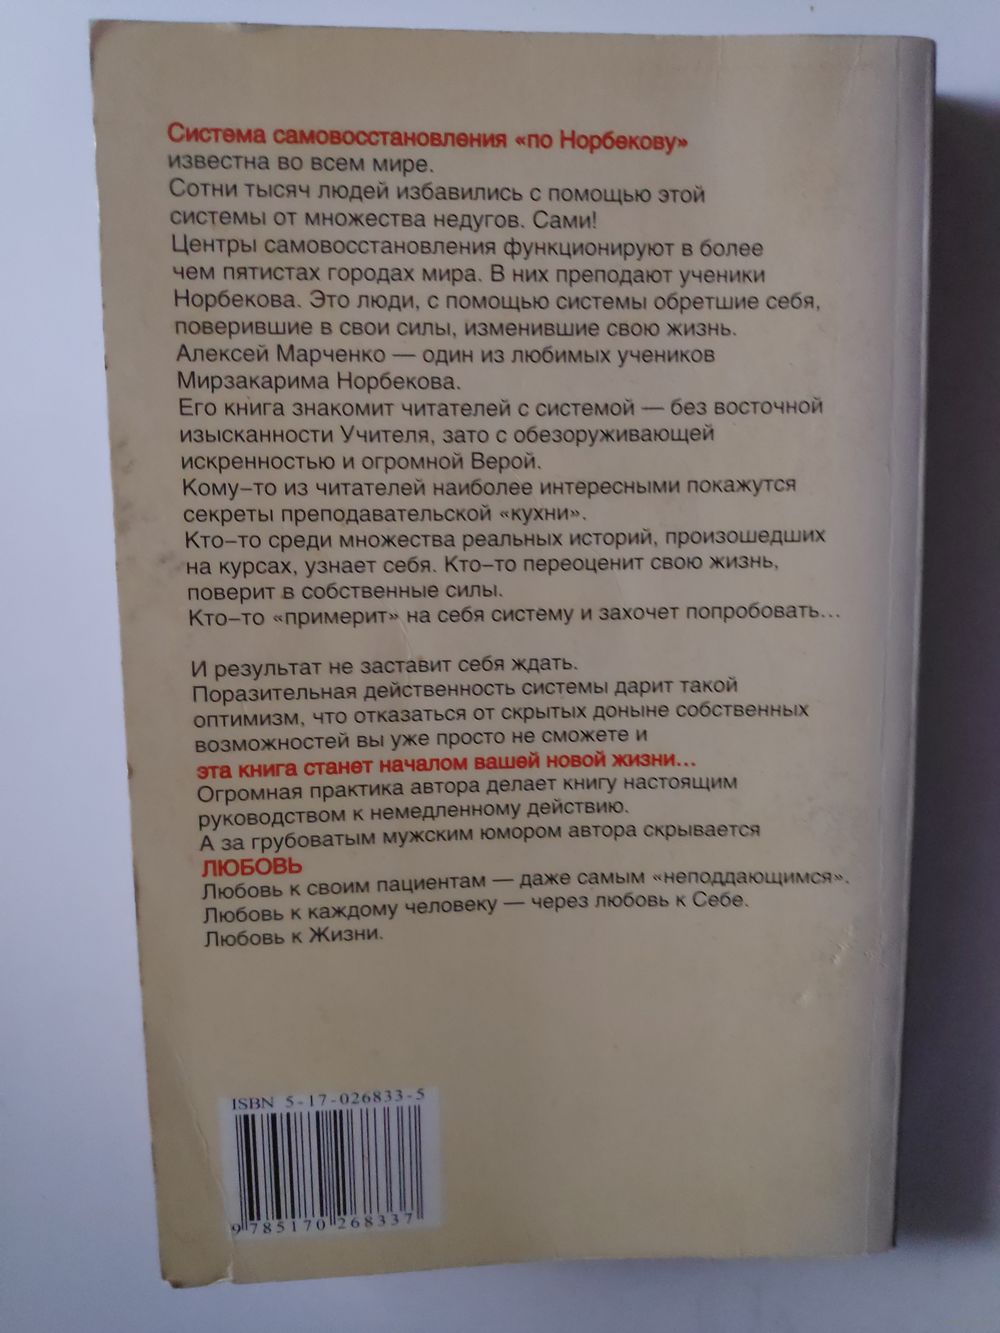 Система самовосстановления «по Норбекову»
известна во всем мире.
Сотни тысяч людей избавились с помощью этой
системы от множества недугов. Сами!
Центры самовосстановления функционируют в более
чем пятистах городах мира. В них преподают ученики
Норбекова. Это люди, с помощью системы обретшие себя,
поверившие в свои силы, изменившие свою жизнь.
Алексей Марченко — один из любимых учеников
Мирзакарима Норбекова.
Его книга знакомит читателей с системой — без восточной
изысканности Учителя, зато с обезоруживающей
искренностью и огромной Верой.
Кому–то из читателей наиболее интересными покажутся
секреты преподавательской «кухни».
Кто–то среди множества реальных историй, произошедших
на курсах, узнает себя. Кто–то переоценит свою жизнь,
поверит в собственные силы.
Кто–то «примерит» на себя систему и захочет попробовать...
И результат не заставит себя ждать.
Поразительная действенность системы дарит такой
оптимизм, что отказаться от скрытых доныне собственных
возможностей вы уже просто не сможете и
эта книга станет началом вашей новой жизни...
Огромная практика автора делает книгу настоящим
руководством к немедленному действию.
А за грубоватым мужским юмором автора скрывается
ЛЮБОВЬ
Любовь к своим пациентам — даже самым «неподдающимся».
Любовь к каждому человеку — через любовь к Себе.
Любовь к Жизни.
ISBN 5-17-026833-5
9 785170 268337